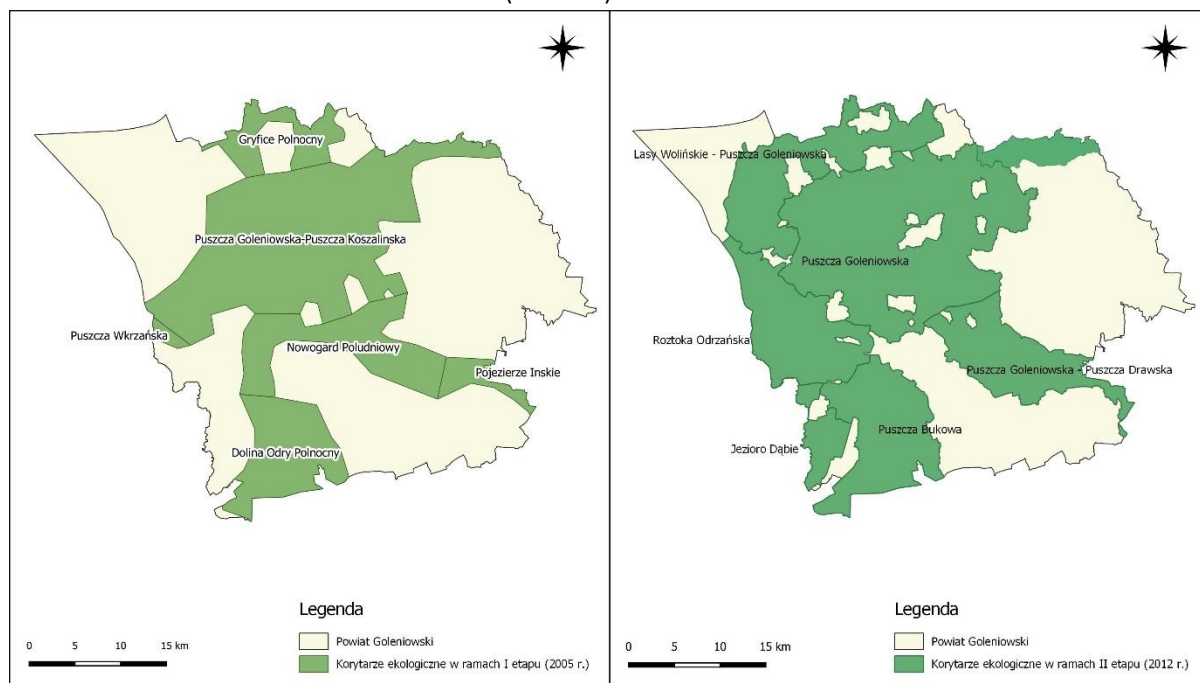 Gryfice Polnocny
Puszcza Goleniowska-Puszcza Koszalinska
Puszcza Wkrzańska
Nowogard Poludniowy
Pojezierze Inskie
Dolina Odry Polnocny
Legenda
0 5 10 15 km
Powiat Goleniowski
Korytarze ekologiczne w ramach I etapu (2005 r.)
Lasy Wolińskie - Puszcza Goleniowska
Puszcza Goleniowska
Roztoka Odrzańska
Puszcza Goleniowska - Puszcza Drawska
Puszcza Bukowa
Jezioro Dąbie
Legenda
0 5 10 15 km
Powiat Goleniowski
Korytarze ekologiczne w ramach II etapu (2012 r.)